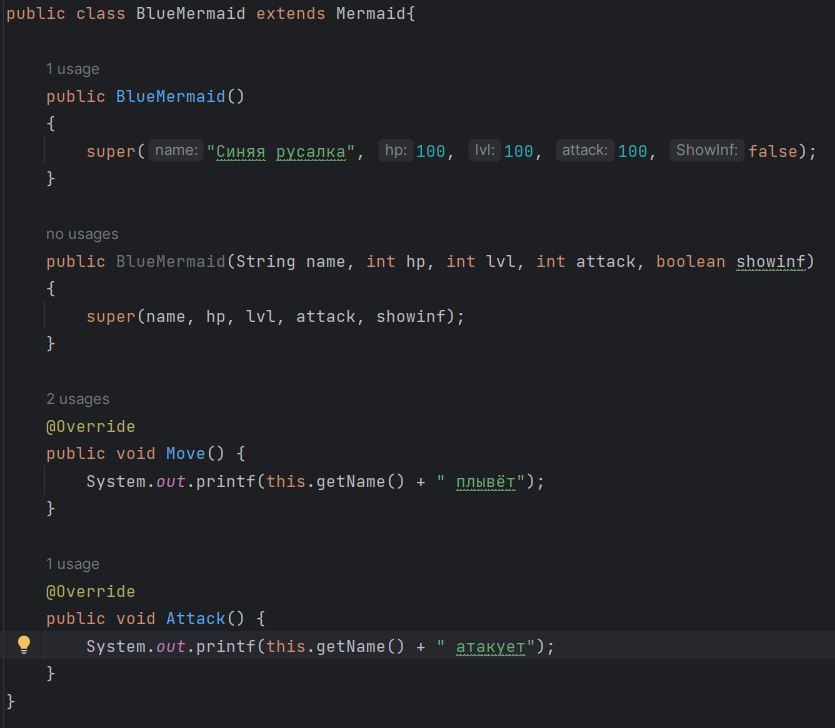 public class BlueMermaid extends Mermaid{
1 usage
public BlueMermaid()
{
super( name: "Синяя русалка", hp: 100, lvl: 100, attack: 100, ShowInf: false);
}
no usages
public BlueMermaid(String name, int hp, int lvl, int attack, boolean showinf)
{
super(name, hp, lvl, attack, showinf);
}
2 usages
@Override
public void Move() {
System.out.printf(this.getName() + " плывёт");
}
1 usage
@Override
public void Attack() {
System.out.printf(this.getName() + " атакует");
}
}